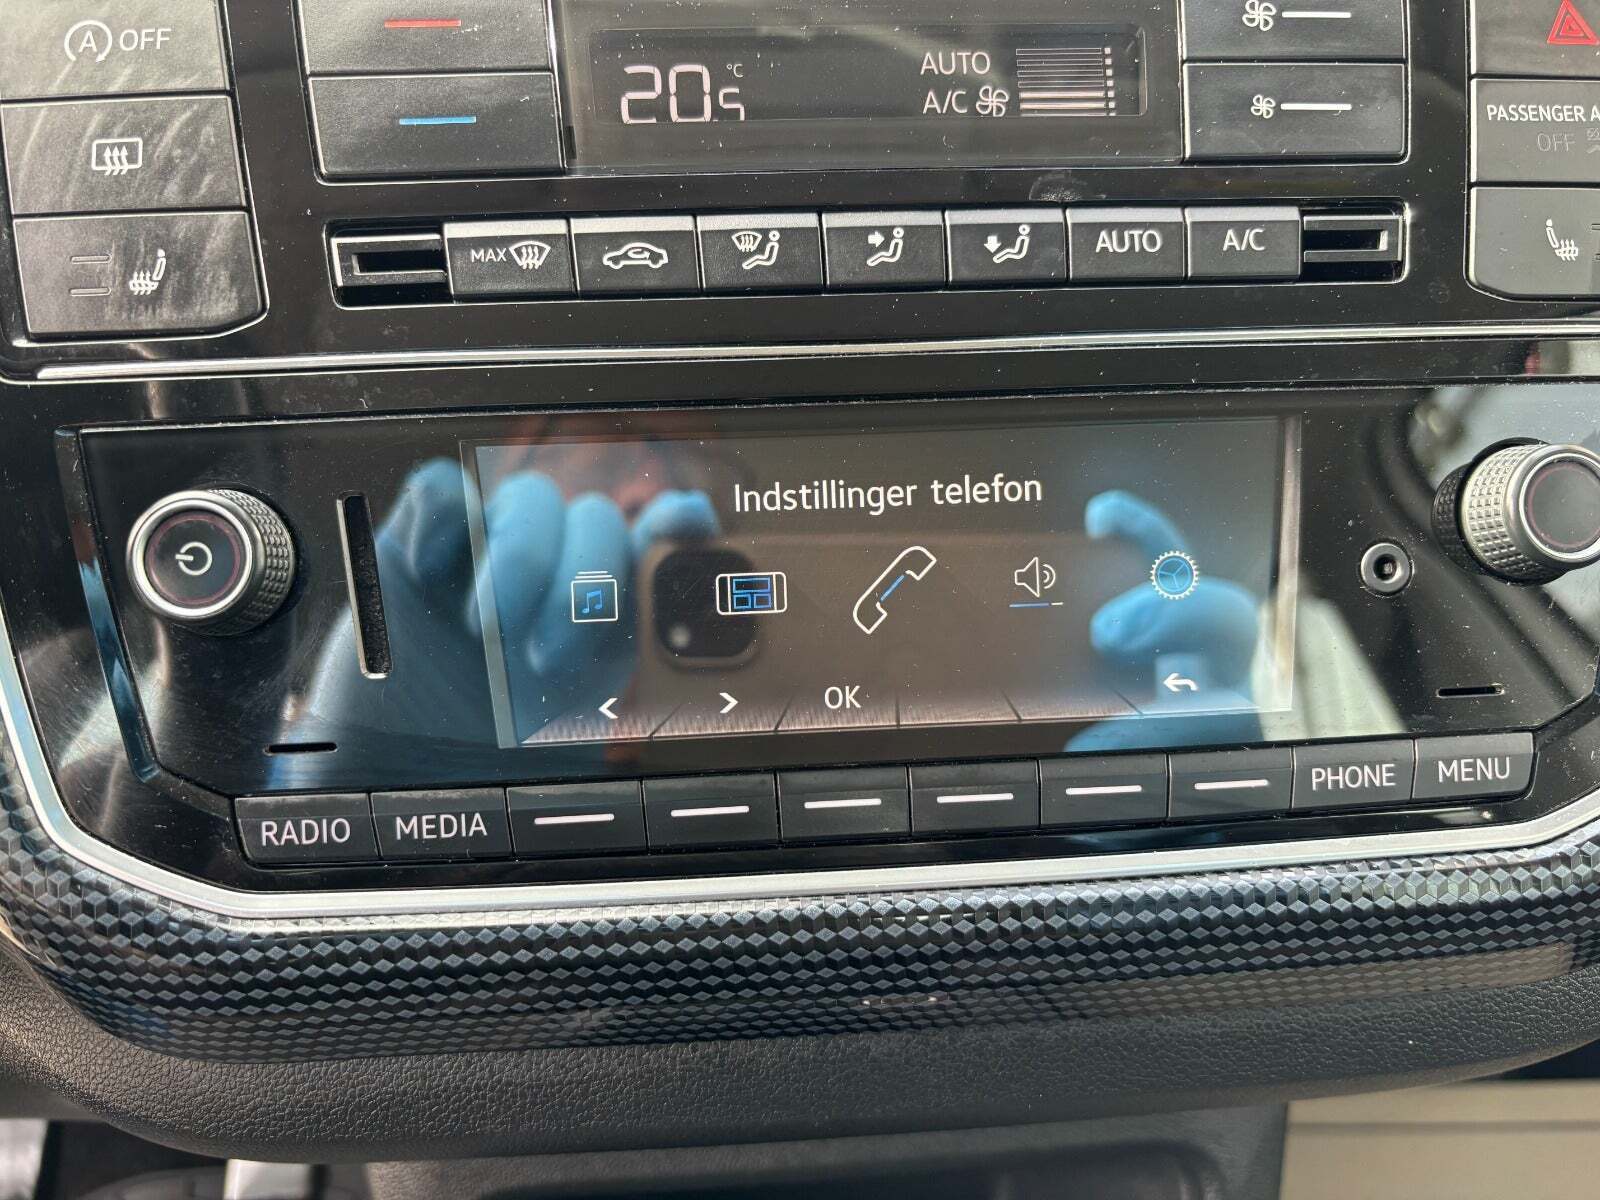 A OFF
20.5 °C
AUTO
A/C
PASSENGER A
OFF
MAX
AUTO
A/C
Indstillinger telefon
< > OK
RADIO MEDIA PHONE MENU